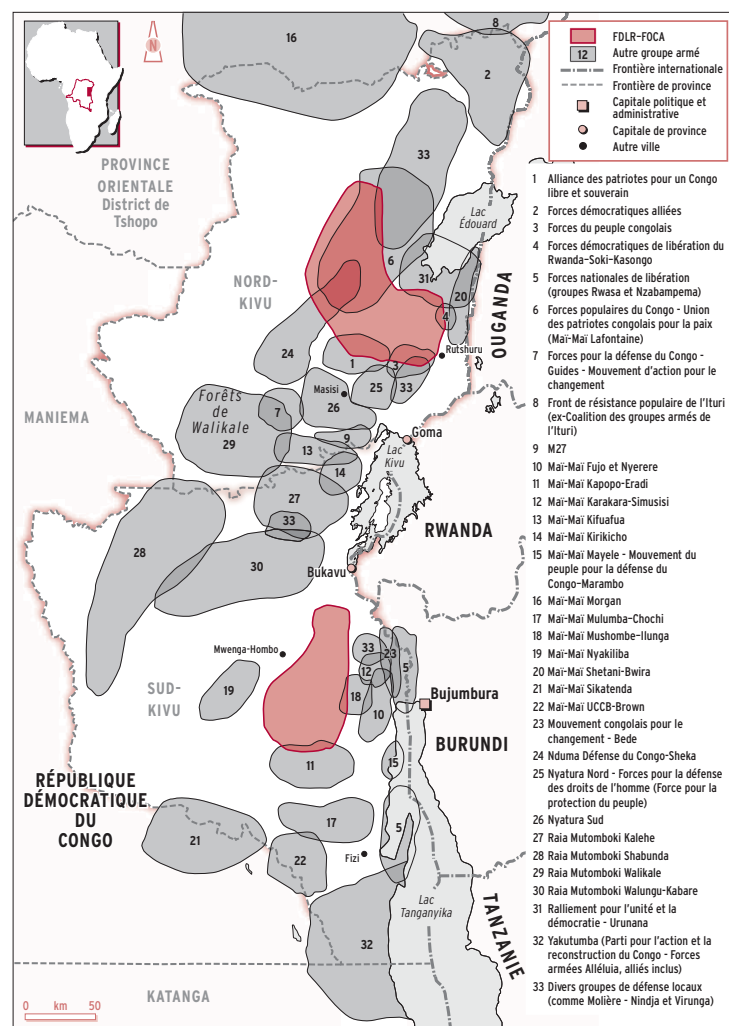 N
FDLR-FOCA
12 Autre groupe armé
Frontière internationale
Frontière de province
Capitale politique et
administrative
Capitale de province
Autre ville
1 Alliance des patriotes pour un Congo
libre et souverain
2 Forces démocratiques alliées
3 Forces du peuple congolais
4 Forces démocratiques de libération du
Rwanda-Soki-Kasongo
5 Forces nationales de libération
(groupes Rwasa et Nzabampema)
6 Forces populaires du Congo - Union
des patriotes congolais pour la paix
(Maï-Maï Lafontaine)
7 Forces pour la défense du Congo -
Guides - Mouvement d'action pour le
changement
8 Front de résistance populaire de l'Ituri
(ex-Coalition des groupes armés de
l'Ituri)
9 M27
10 Maï-Maï Fujo et Nyerere
11 Maï-Maï Kapopo-Eradi
12 Maï-Maï Karakara-Simusisi
13 Maï-Maï Kifuafua
14 Maï-Maï Kirikicho
15 Maï-Maï Mayele - Mouvement du
peuple pour la défense du
Congo-Marambo
16 Maï-Maï Morgan
17 Maï-Maï Mulumba-Chochi
18 Maï-Maï Mushombe-Ilunga
19 Maï-Maï Nyakiliba
20 Maï-Maï Shetani-Bwira
21 Maï-Maï Sikatenda
22 Maï-Maï UCCB-Brown
23 Mouvement congolais pour le
changement - Bede
24 Nduma Défense du Congo-Sheka
25 Nyatura Nord - Forces pour la défense
des droits de l'homme (Force pour la
protection du peuple)
26 Nyatura Sud
27 Raia Mutomboki Kalehe
28 Raia Mutomboki Shabunda
29 Raia Mutomboki Walikale
30 Raia Mutomboki Walungu-Kabare
31 Ralliement pour l'unité et la
démocratie - Urunana
32 Yakutumba (Parti pour l'action et la
reconstruction du Congo - Forces
armées Alléluia, alliés inclus)
33 Divers groupes de défense locaux
(comme Molière - Nindja et Virunga)
16
8
2
33
PROVINCE
ORIENTALE
District de
Tshopo
Lac
Édouard
6
31
NORD-
KIVU
20
OUGANDA
4
24
1
3
Rutshuru
Masisi
25
33
26
Forêts
de
Walikale
7
MANIEMA
29
9
Goma
13
Lac
Kivu
14
27
33
RWANDA
28
30
Bukavu
Mwenga-Hombo
33
23
12
5
19
18
SUD-
KIVU
10
Bujumbura
BURUNDI
11
15
RÉPUBLIQUE
DÉMOCRATIQUE
DU
CONGO
17
5
21
22
Fizi
Lac
Tanganyika
TANZANIE
32
KATANGA
0 km 50